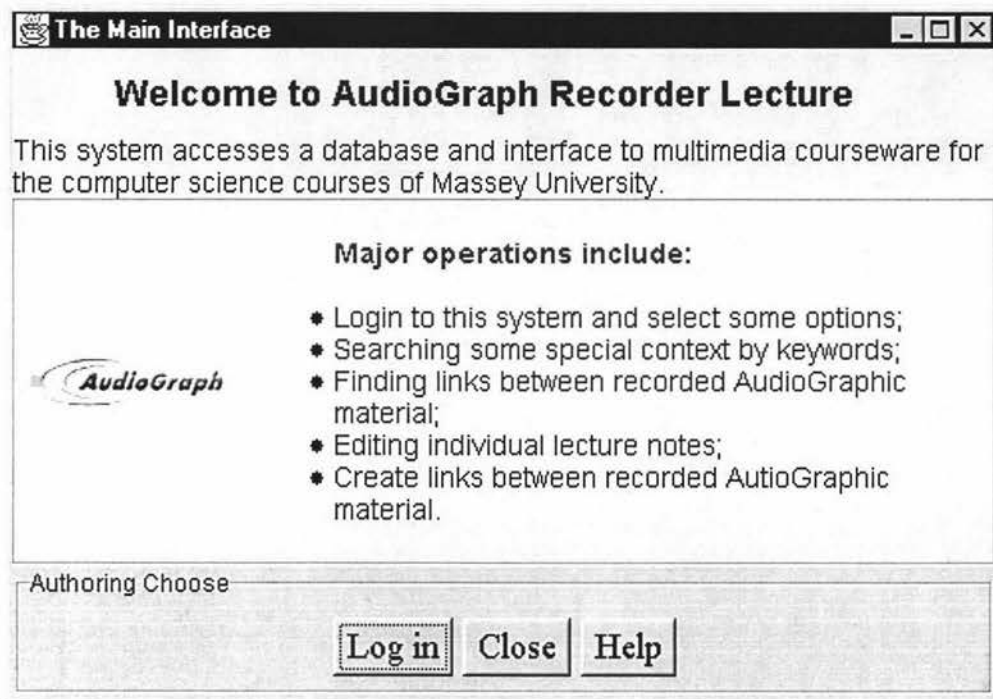 The Main Interface
Welcome to AudioGraph Recorder Lecture
This system accesses a database and interface to multimedia courseware for
the computer science courses of Massey University.
Major operations include:
Login to this system and select some options;
Searching some special context by keywords;
AudioGraph
Finding links between recorded AudioGraphic
material;
Editing individual lecture notes;
Create links between recorded AutioGraphic
material.
Authoring Choose
Log in Close Help